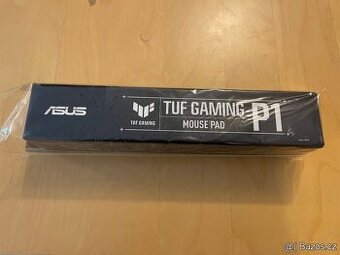 ASUS
TUF GAMING
TUF GAMING
MOUSE PAD
P1
© Bazos.cz